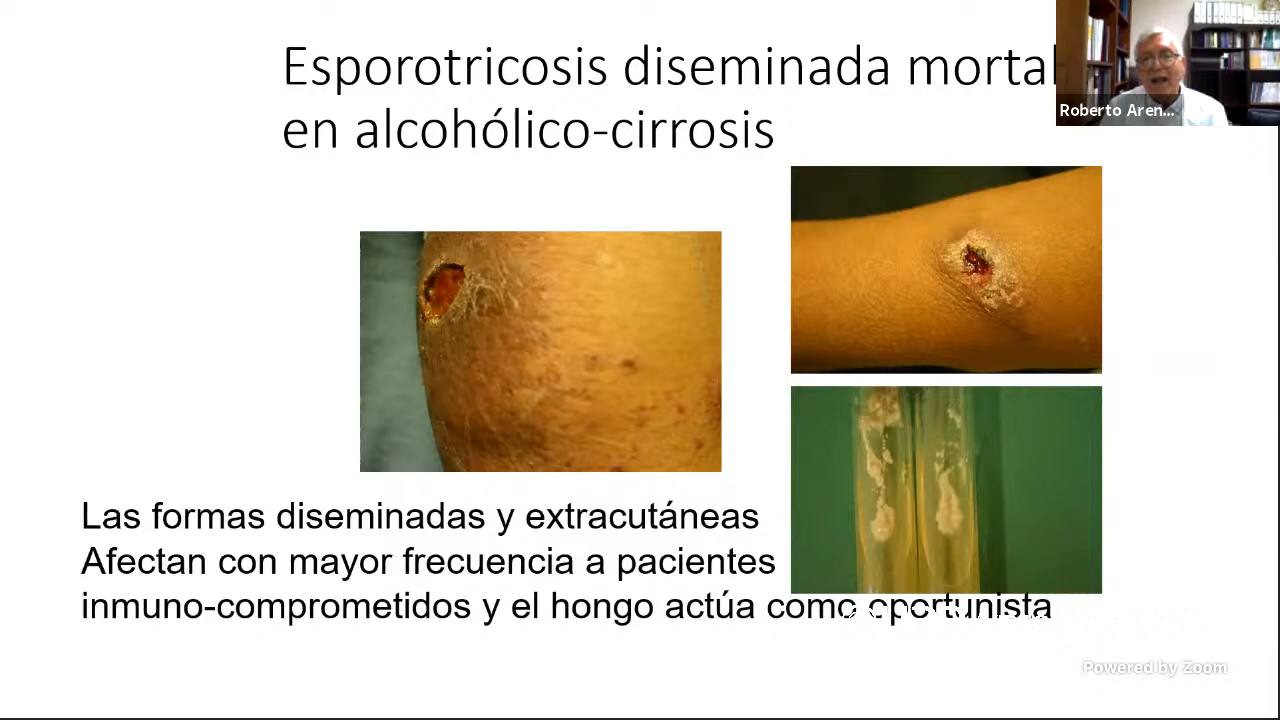 Esporotricosis diseminada mortal
en alcohólico-cirrosis
Roberto Aren...
Las formas diseminadas y extracutáneas
Afectan con mayor frecuencia a pacientes
inmuno-comprometidos y el hongo actúa como oportunista
Powered by Zoom